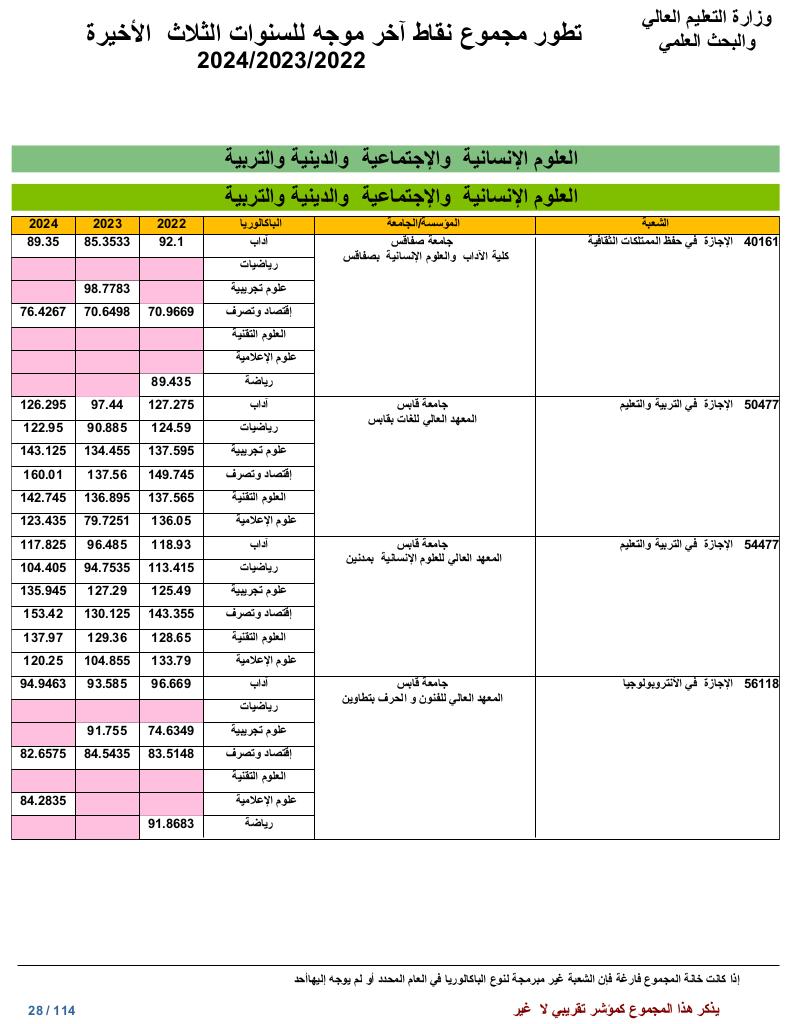 وزارة التعليم العالي
والبحث العلمي
تطور مجموع نقاط آخر موجه للسنوات الثلاث الأخيرة
2024/2023/2022
العلوم الإنسانية والإجتماعية والدينية والتربية
العلوم الإنسانية والإجتماعية والدينية والتربية
الشعبة المؤسسة/الجامعة الباكالوريا 2022 2023 2024
40161 الإجازة في حفظ الممتلكات الثقافية جامعة صفاقس آداب 92.1 85.3533 89.35
كلية الآداب والعلوم الإنسانية بصفاقس
رياضيات
علوم تجريبية 98.7783
إقتصاد وتصرف 70.9669 70.6498 76.4267
العلوم التقنية
علوم الإعلامية
رياضة 89.435
50477 الإجازة في التربية والتعليم جامعة قابس آداب 127.275 97.44 126.295
المعهد العالي للغات بقابس
رياضيات 124.59 90.885 122.95
علوم تجريبية 137.595 134.455 143.125
إقتصاد وتصرف 149.745 137.56 160.01
العلوم التقنية 137.565 136.895 142.745
علوم الإعلامية 136.05 79.7251 123.435
54477 الإجازة في التربية والتعليم جامعة قابس آداب 118.93 96.485 117.825
المعهد العالي للعلوم الإنسانية بمدنين
رياضيات 113.415 94.7535 104.405
علوم تجريبية 125.49 127.29 135.945
إقتصاد وتصرف 143.355 130.125 153.42
العلوم التقنية 128.65 129.36 137.97
علوم الإعلامية 133.79 104.855 120.25
56118 الإجازة في الأنتروبولوجيا جامعة قابس آداب 96.669 93.585 94.9463
المعهد العالي للفنون و الحرف بتطاوين
رياضيات
علوم تجريبية 74.6349 91.755
إقتصاد وتصرف 83.5148 84.5435 82.6575
العلوم التقنية
علوم الإعلامية 84.2835
رياضة 91.8683
إذا كانت خانة المجموع فارغة فإن الشعبة غير مبرمجة لنوع الباكالوريا في العام المحدد أو لم يوجه إليهاأحد
يذكر هذا المجموع كمؤشر تقريبي لا غير
28 / 114